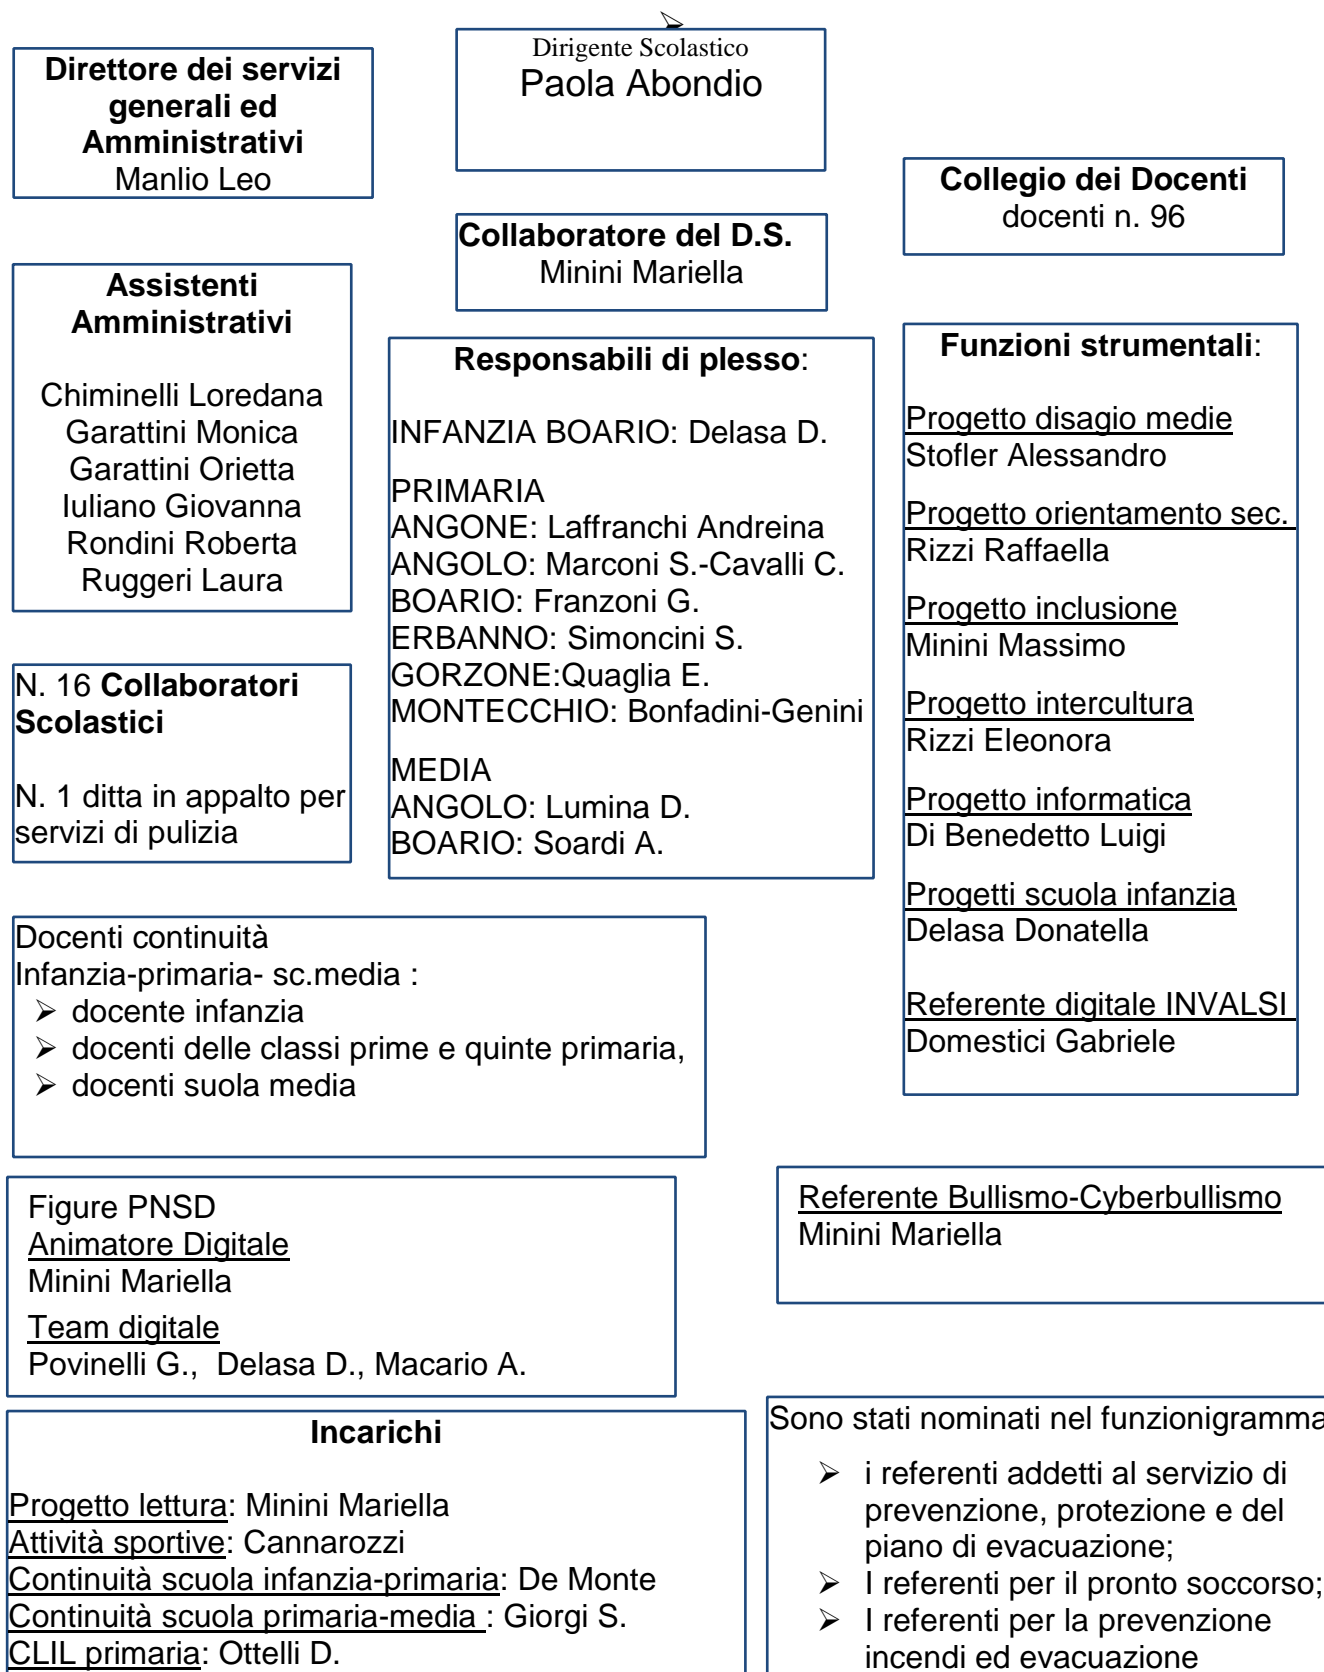 ➢
Dirigente Scolastico
Paola Abondio
Direttore dei servizi
generali ed
Amministrativi
Manlio Leo
Collegio dei Docenti
docenti n. 96
Collaboratore del D.S.
Minini Mariella
Assistenti
Amministrativi
Chiminelli Loredana
Garattini Monica
Garattini Orietta
Iuliano Giovanna
Rondini Roberta
Ruggeri Laura
Responsabili di plesso:
INFANZIA BOARIO: Delasa D.
PRIMARIA
ANGONE: Laffranchi Andreina
ANGOLO: Marconi S.-Cavalli C.
BOARIO: Franzoni G.
ERBANNO: Simoncini S.
GORZONE:Quaglia E.
MONTECCHIO: Bonfadini-Genini
MEDIA
ANGOLO: Lumina D.
BOARIO: Soardi A.
Funzioni strumentali:
Progetto disagio medie
Stofler Alessandro
Progetto orientamento sec.
Rizzi Raffaella
Progetto inclusione
Minini Massimo
Progetto intercultura
Rizzi Eleonora
Progetto informatica
Di Benedetto Luigi
Progetti scuola infanzia
Delasa Donatella
Referente digitale INVALSI
Domestici Gabriele
N. 16 Collaboratori
Scolastici
N. 1 ditta in appalto per
servizi di pulizia
Docenti continuità
Infanzia-primaria- sc.media :
➢ docente infanzia
➢ docenti delle classi prime e quinte primaria,
➢ docenti suola media
Figure PNSD
Animatore Digitale
Minini Mariella
Team digitale
Povinelli G., Delasa D., Macario A.
Referente Bullismo-Cyberbullismo
Minini Mariella
Incarichi
Progetto lettura: Minini Mariella
Attività sportive: Cannarozzi
Continuità scuola infanzia-primaria: De Monte
Continuità scuola primaria-media : Giorgi S.
CLIL primaria: Ottelli D.
Sono stati nominati nel funzionigramma
➢ i referenti addetti al servizio di
prevenzione, protezione e del
piano di evacuazione;
➢ I referenti per il pronto soccorso;
➢ I referenti per la prevenzione
incendi ed evacuazione